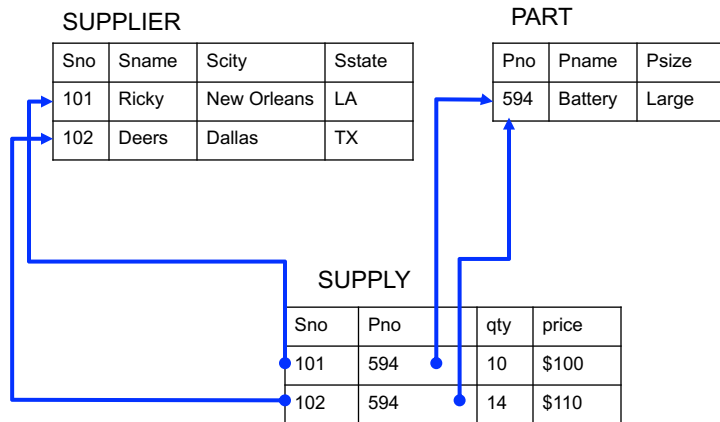 SUPPLIER
Sno Sname Scity Sstate
101 Ricky New Orleans LA
102 Deers Dallas TX
PART
Pno Pname Psize
594 Battery Large
SUPPLY
Sno Pno qty price
101 594 10 $100
102 594 14 $110